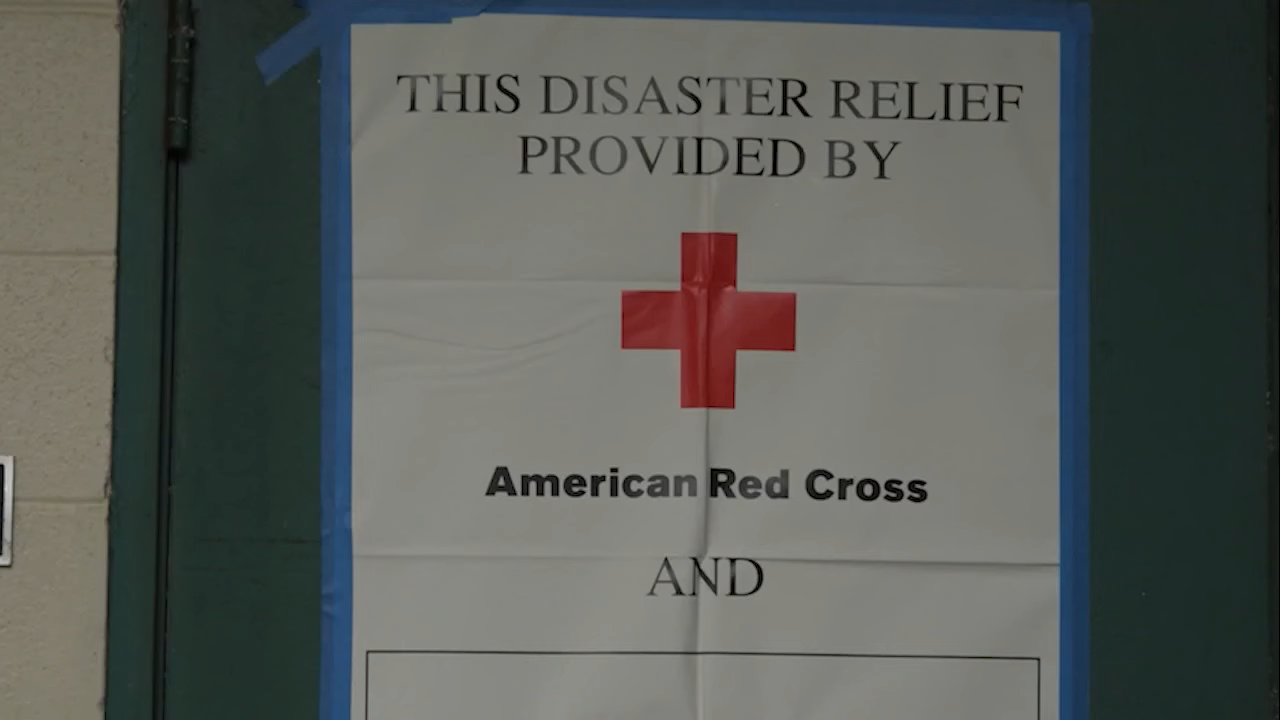 THIS DISASTER RELIEF
PROVIDED BY
American Red Cross
AND